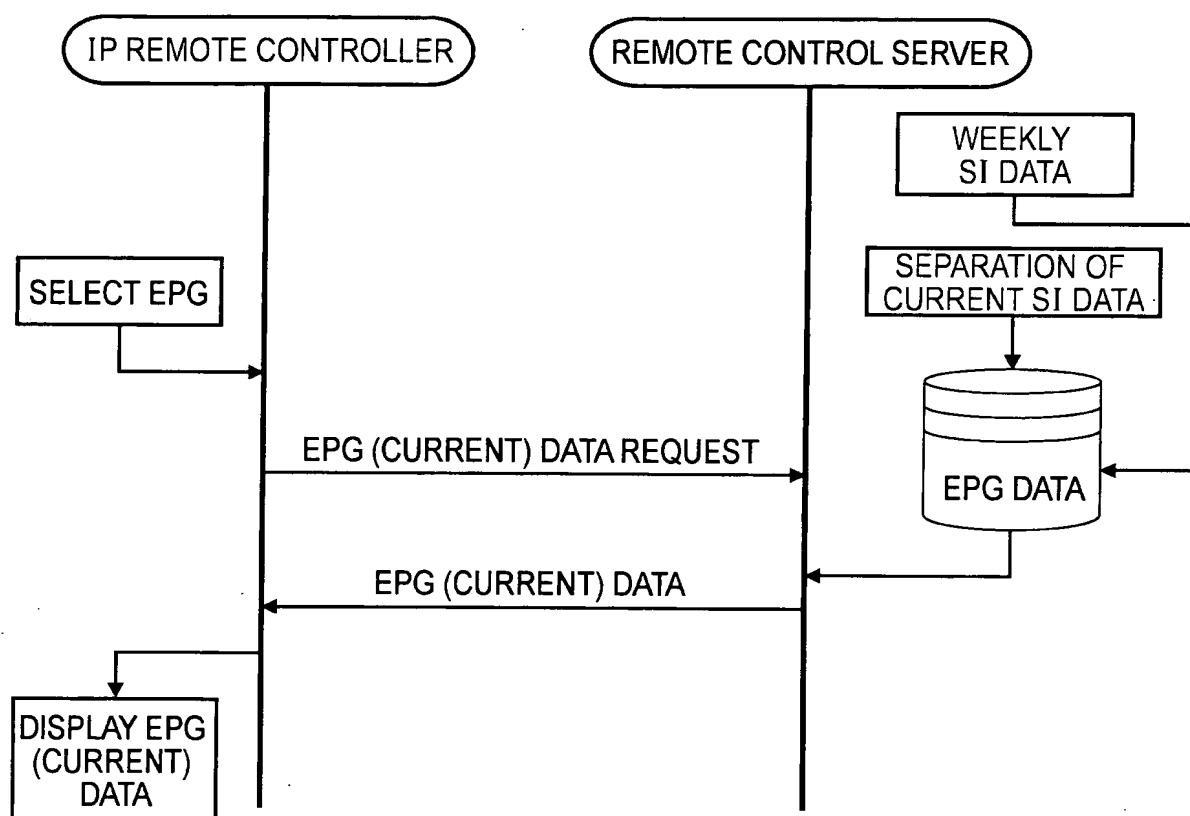 IP REMOTE CONTROLLER
REMOTE CONTROL SERVER
WEEKLY
SI DATA
SELECT EPG
SEPARATION OF
CURRENT SI DATA
EPG (CURRENT) DATA REQUEST
EPG DATA
EPG (CURRENT) DATA
DISPLAY EPG
(CURRENT)
DATA